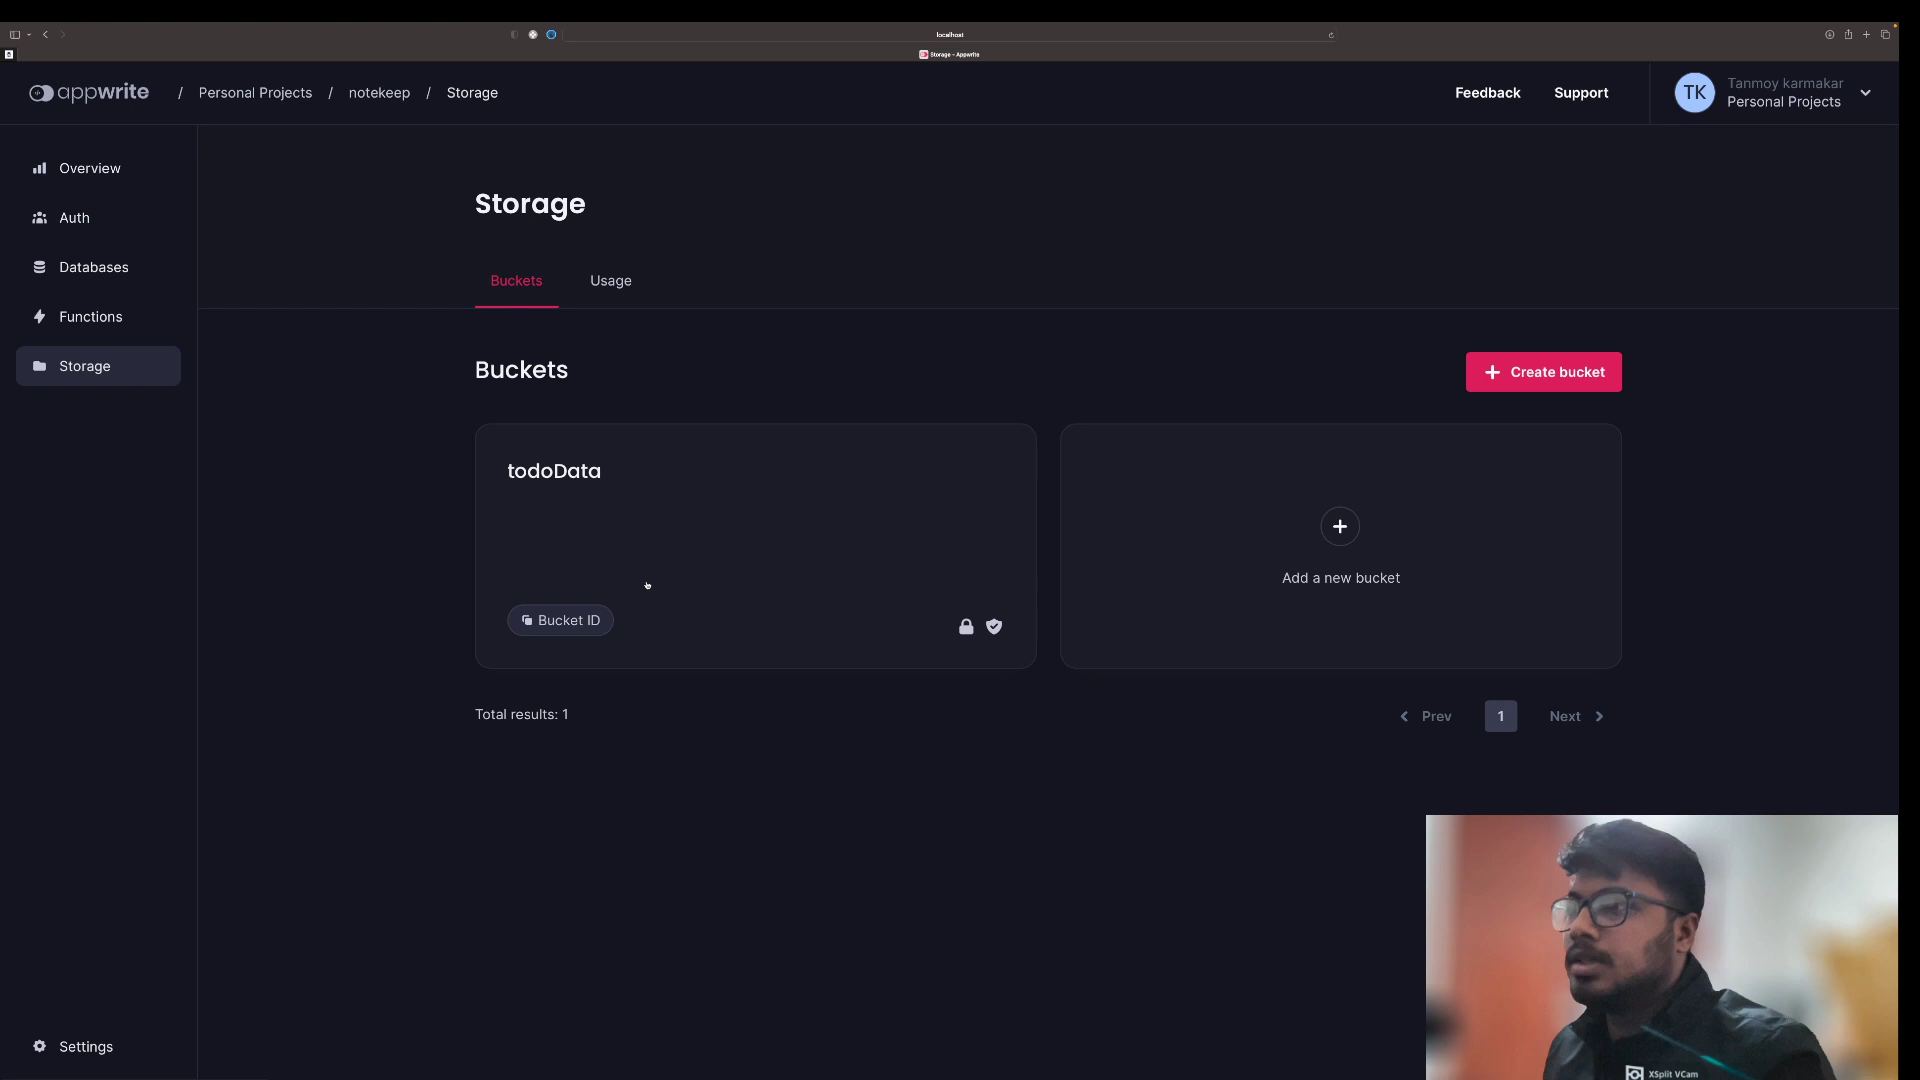 localhost
Storage - Appwrite
appwrite / Personal Projects / notekeep / Storage
Feedback Support
TK Tanmoy karmakar
Personal Projects
Overview
Auth
Databases
Functions
Storage
Settings
Storage
Buckets Usage
Buckets
Create bucket
todoData
Bucket ID
Add a new bucket
Total results: 1
Prev 1 Next
XSplit VCam